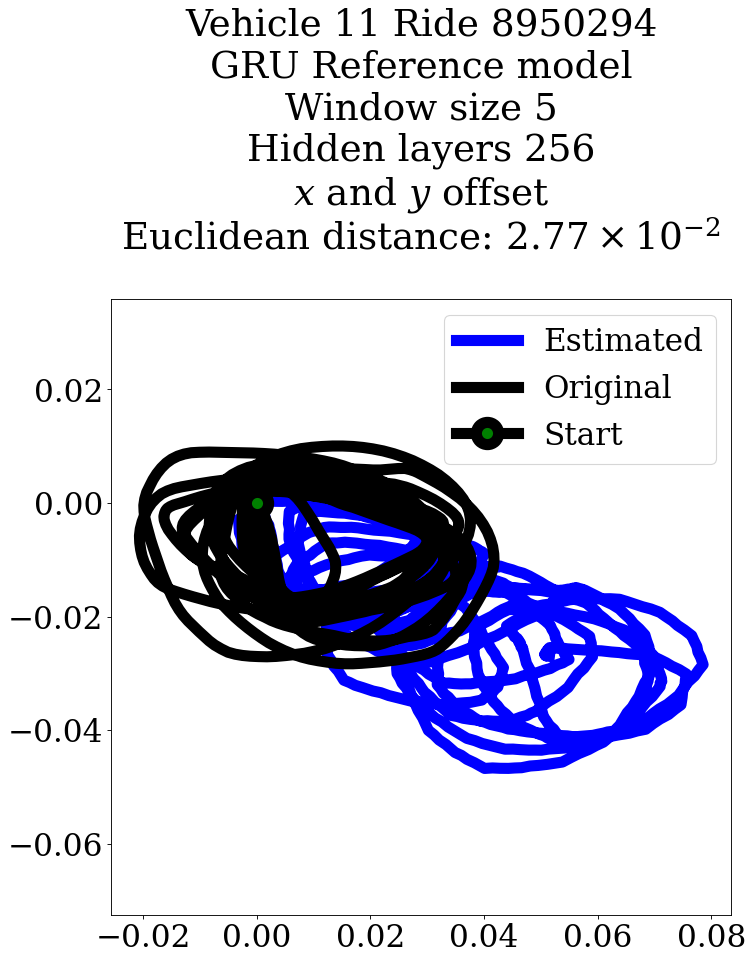 Vehicle 11 Ride 8950294
GRU Reference model
Window size 5
Hidden layers 256
x and y offset
Euclidean distance: 2.77 × 10⁻²
Estimated
Original
Start
0.02
0.00
−0.02
−0.04
−0.06
−0.02 0.00 0.02 0.04 0.06 0.08